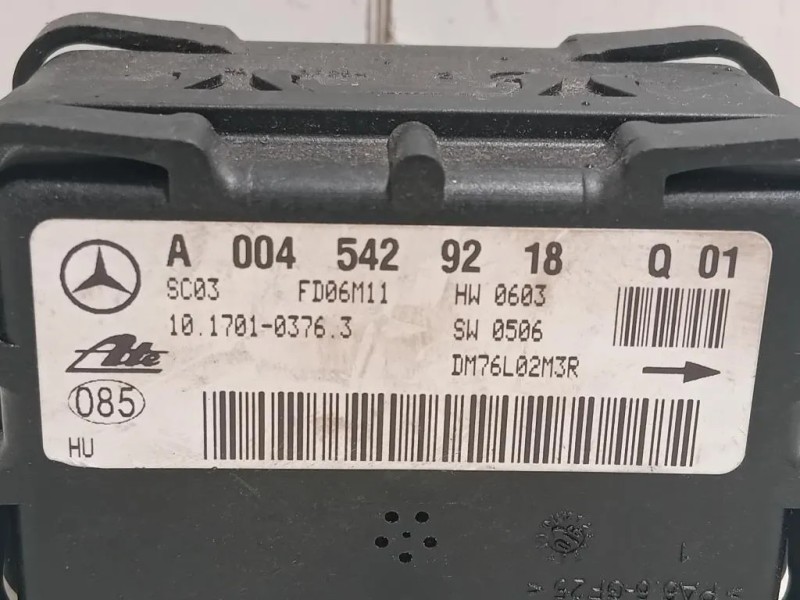 A 004 542 92 18 Q 01
SC03 FD06M11 HW 0603
10.1701-0376.3 SW 0506
Ate DM76L02M3R
085
HU
1